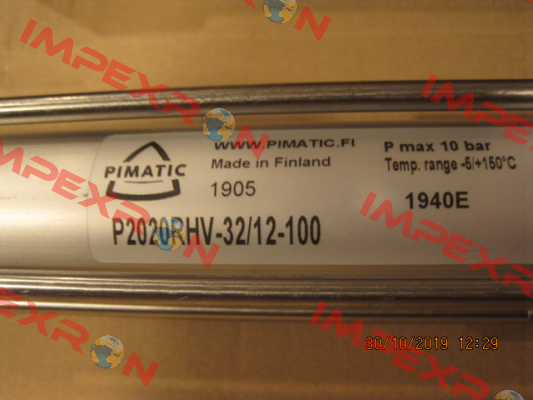 IMPEXRON
IMPEXRON
WWW.PIMATIC.FI
P max 10 bar
PIMATIC
Made in Finland
Temp. range -5/+150°C
1905
1940E
P2020RHV-32/12-100
IMPEXRON
IMPEXRON
30/10/2019 12:29